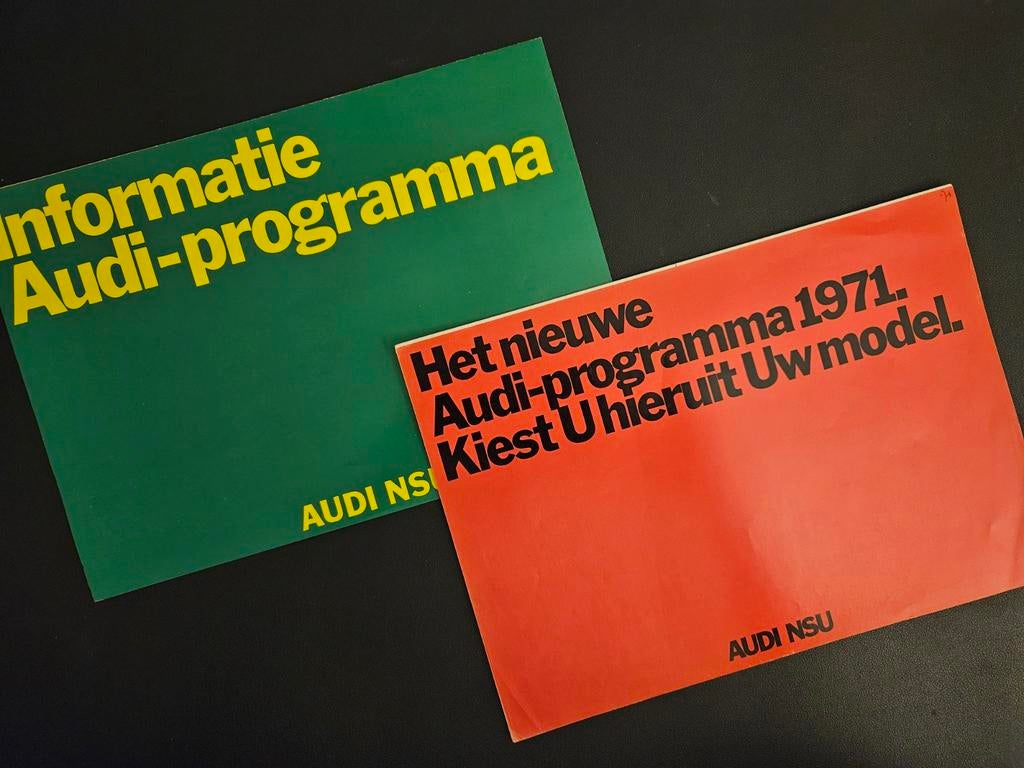 Informatie
Audi-programma
AUDI NSU
Het nieuwe
Audi-programma 1971.
Kiest U hieruit Uw model.
AUDI NSU